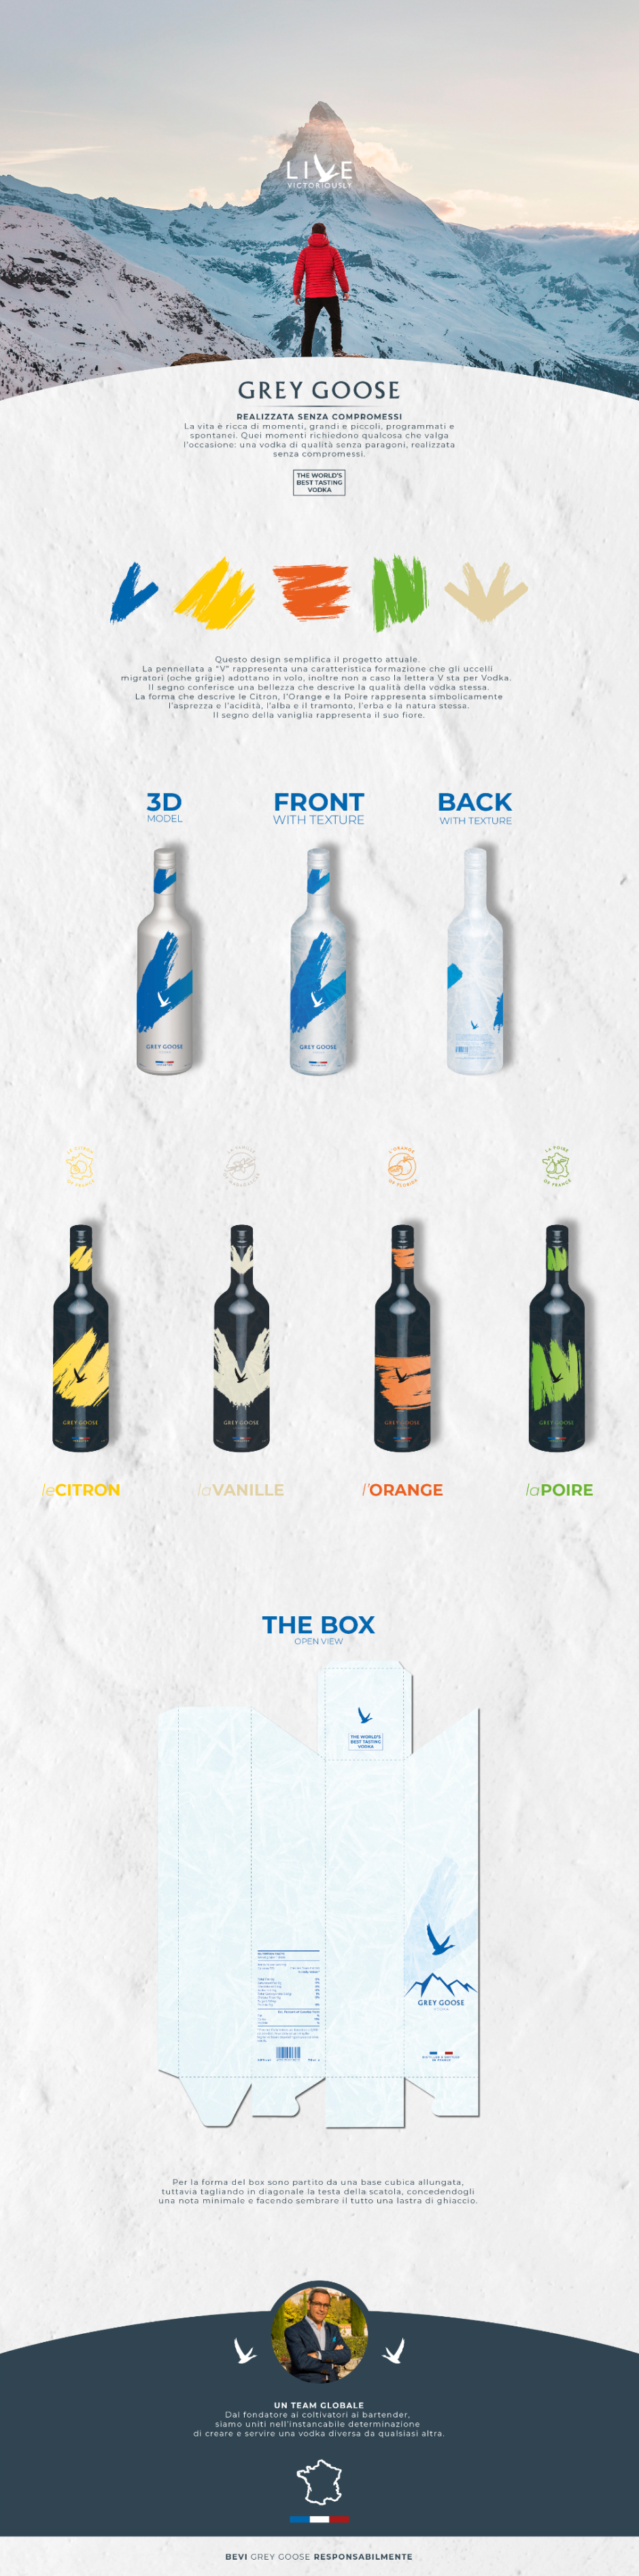 LIVE
VICTORIOUSLY
GREY GOOSE
REALIZZATA SENZA COMPROMESSI
La vita è ricca di momenti, grandi e piccoli, programmati e
spontanei. Quei momenti richiedono qualcosa che valga
l'occasione: una vodka di qualità senza paragoni, realizzata
senza compromessi.
THE WORLD'S
BEST TASTING
VODKA
Questo design semplifica il progetto attuale.
La pennellata a "V" rappresenta una caratteristica formazione che gli uccelli
migratori (oche grigie) adottano in volo, inoltre non a caso la lettera V sta per Vodka.
Il segno conferisce una bellezza che descrive la qualità della vodka stessa.
La forma che descrive le Citron, l'Orange e la Poire rappresenta simbolicamente
l'asprezza e l'acidità, l'alba e il tramonto, l'erba e la natura stessa.
Il segno della vaniglia rappresenta il suo fiore.
3D
MODEL
FRONT
WITH TEXTURE
BACK
WITH TEXTURE
GREY GOOSE
GREY GOOSE
LE CITRON
OF FRANCE
L'ORANGE
OF FLORIDE
LA POIRE
OF FRANCE
GREY GOOSE
GREY GOOSE
GREY GOOSE
GREY GOOSE
leCITRON
laVANILLE
l'ORANGE
laPOIRE
THE BOX
OPEN VIEW
THE WORLD'S
BEST TASTING
VODKA
GREY GOOSE
VODKA
Per la forma del box sono partito da una base cubica allungata,
tuttavia tagliando in diagonale la testa della scatola, concedendogli
una nota minimale e facendo sembrare il tutto una lastra di ghiaccio.
UN TEAM GLOBALE
Dal fondatore ai coltivatori ai bartender,
siamo uniti nell'instancabile determinazione
di creare e servire una vodka diversa da qualsiasi altra.
BEVI GREY GOOSE RESPONSABILMENTE